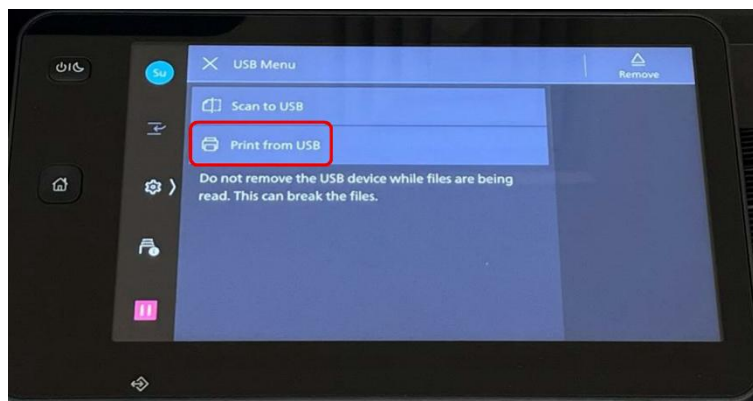 Su
USB Menu
Remove
Scan to USB
Print from USB
Do not remove the USB device while files are being
read. This can break the files.